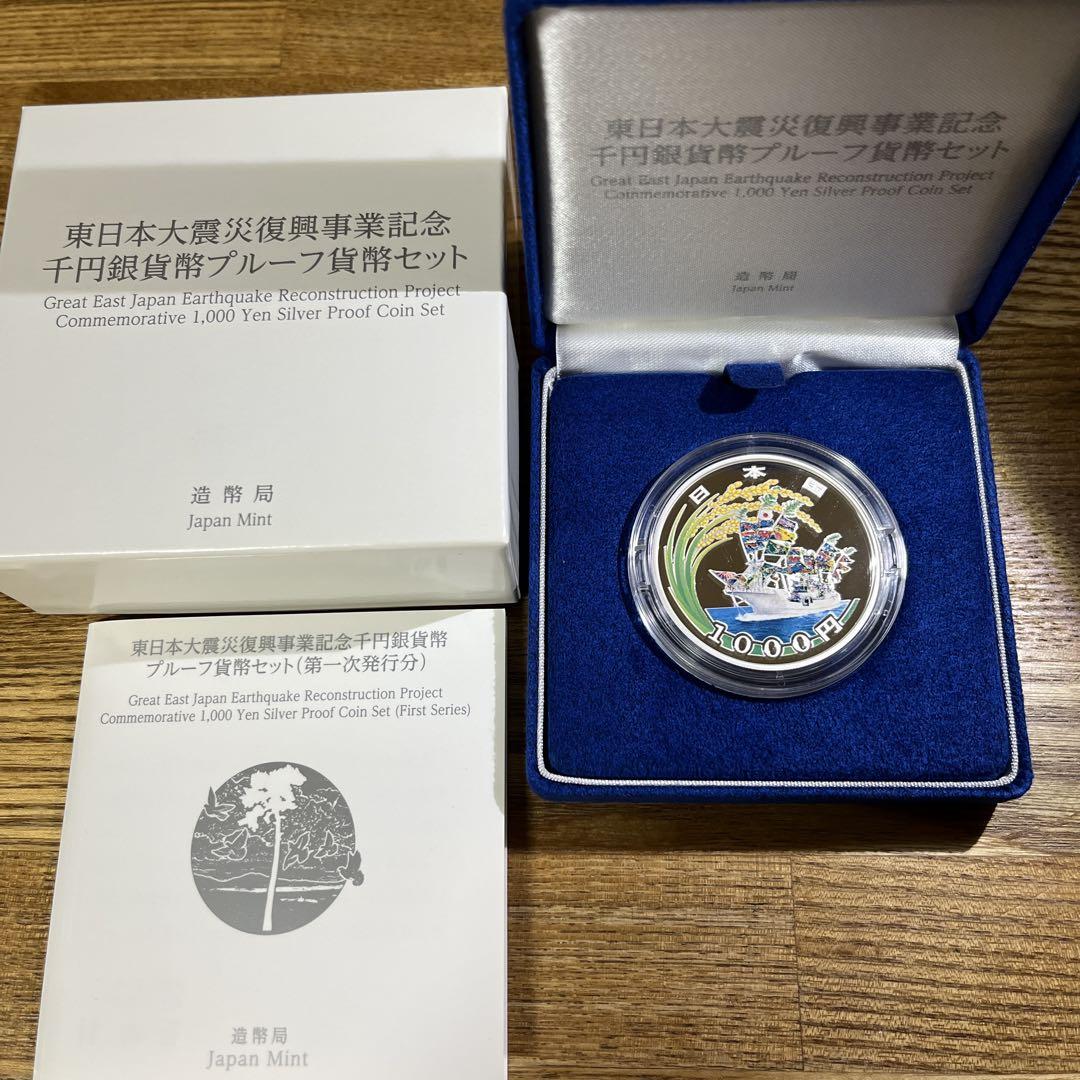 東日本大震災復興事業記念
千円銀貨幣プルーフ貨幣セット
Great East Japan Earthquake Reconstruction Project
Commemorative 1,000 Yen Silver Proof Coin Set
造幣局
Japan Mint
東日本大震災復興事業記念
千円銀貨幣プルーフ貨幣セット
Great East Japan Earthquake Reconstruction Project
Commemorative 1,000 Yen Silver Proof Coin Set
造幣局
Japan Mint
日本国
1000円
東日本大震災復興事業記念千円銀貨幣
プルーフ貨幣セット(第一次発行分)
Great East Japan Earthquake Reconstruction Project
Commemorative 1,000 Yen Silver Proof Coin Set (First Series)
造幣局
Japan Mint